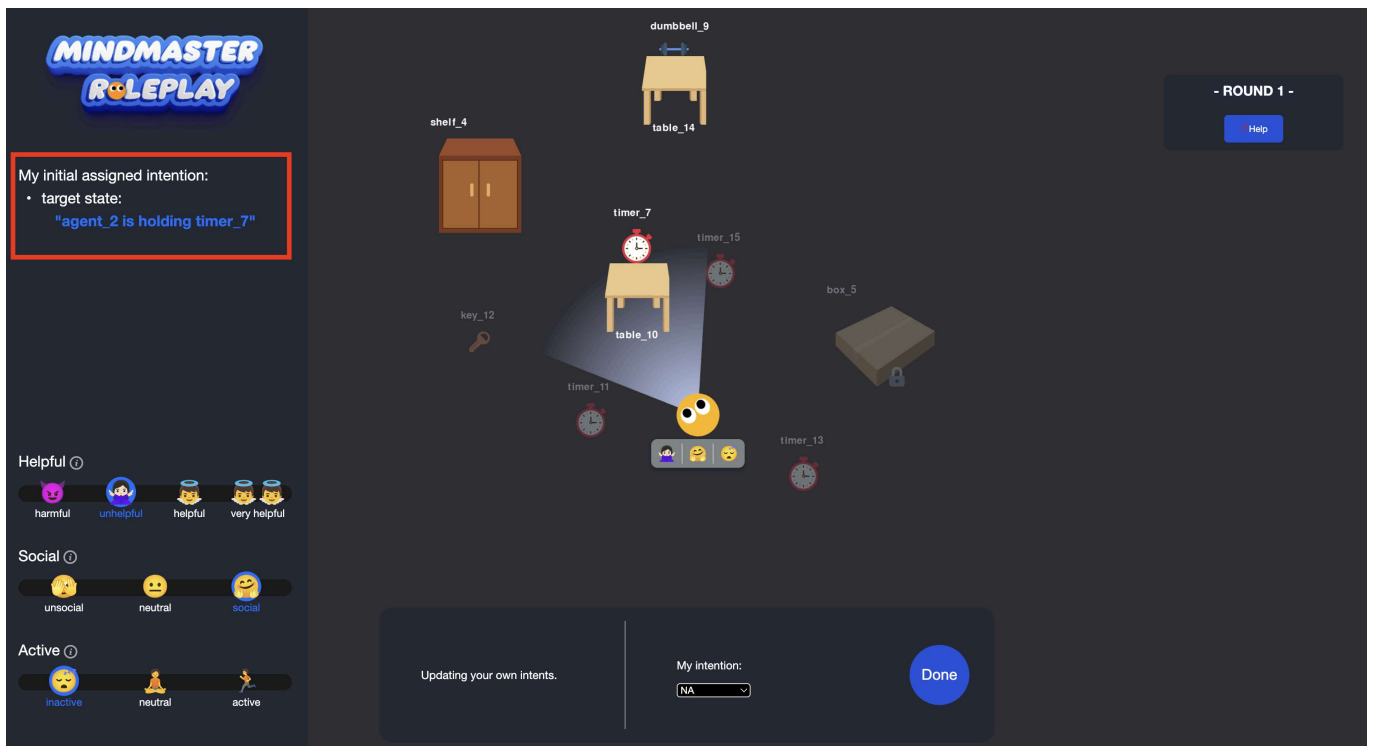 MINDMASTER
ROLEPLAY
My initial assigned intention:
• target state:
"agent_2 is holding timer_7"
Helpful i
harmful unhelpful helpful very helpful
Social i
unsocial neutral social
Active i
inactive neutral active
dumbbell_9
table_14
shelf_4
timer_7
timer_15
table_10
key_12
box_5
timer_11
timer_13
- ROUND 1 -
Help
Updating your own intents.
My intention:
NA
Done